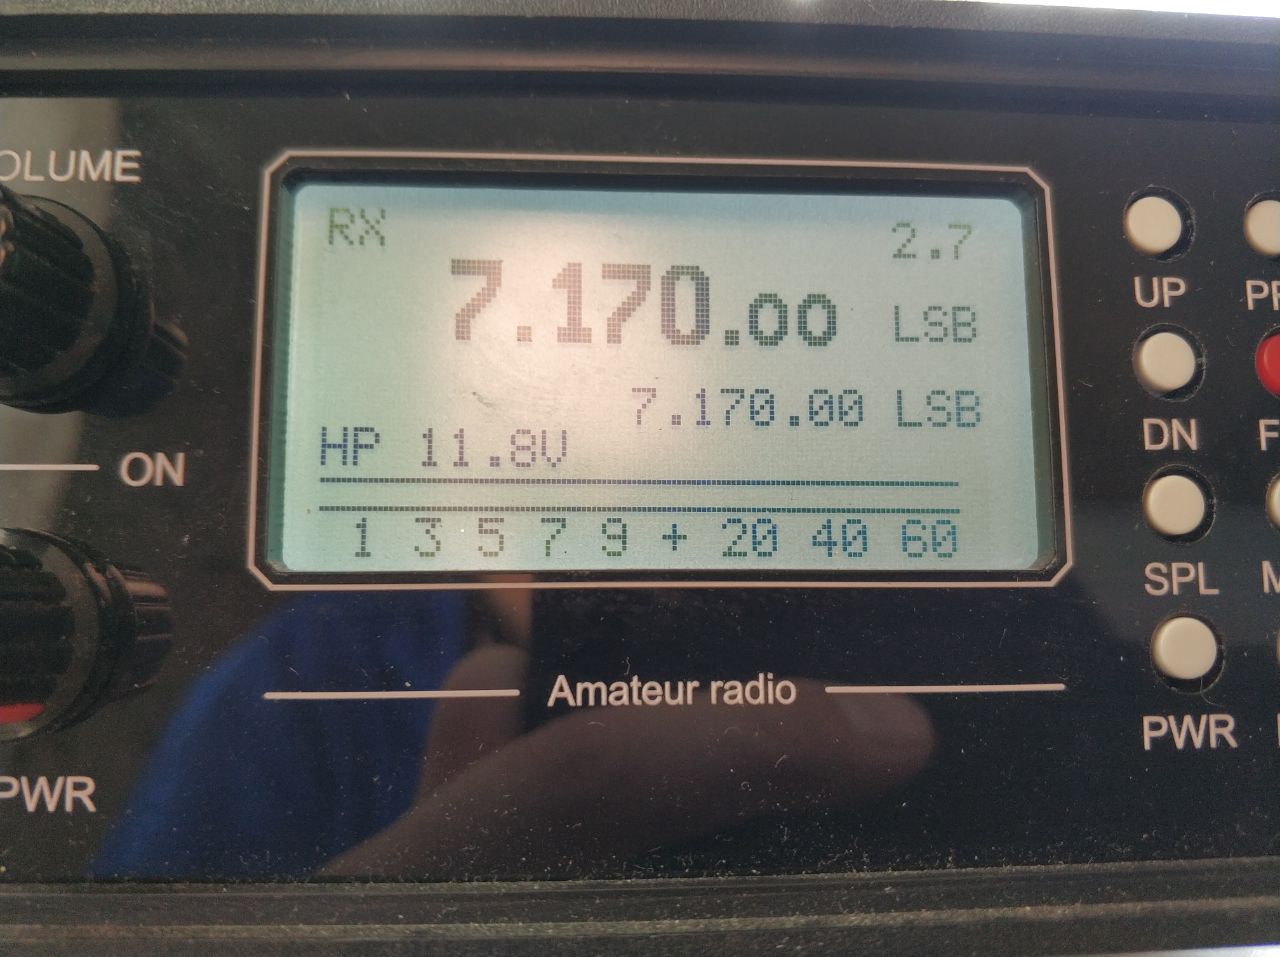 OLUME
RX 2.7
7.170.00 LSB
7.170.00 LSB
HP 11.8V
1 3 5 7 9 + 20 40 60
ON
UP
DN
SPL
PWR
PWR
Amateur radio